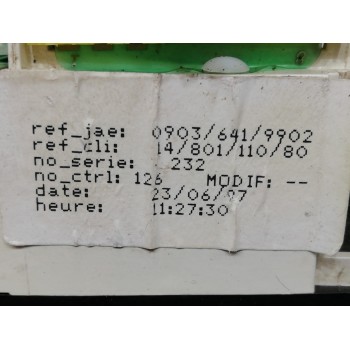 ref_jae: 0903/641/9902
ref_cli: 14/801/110/80
no_serie: 232
no_ctrl: 126 MODIF: --
date: 23/06/97
heure: 11:27:30